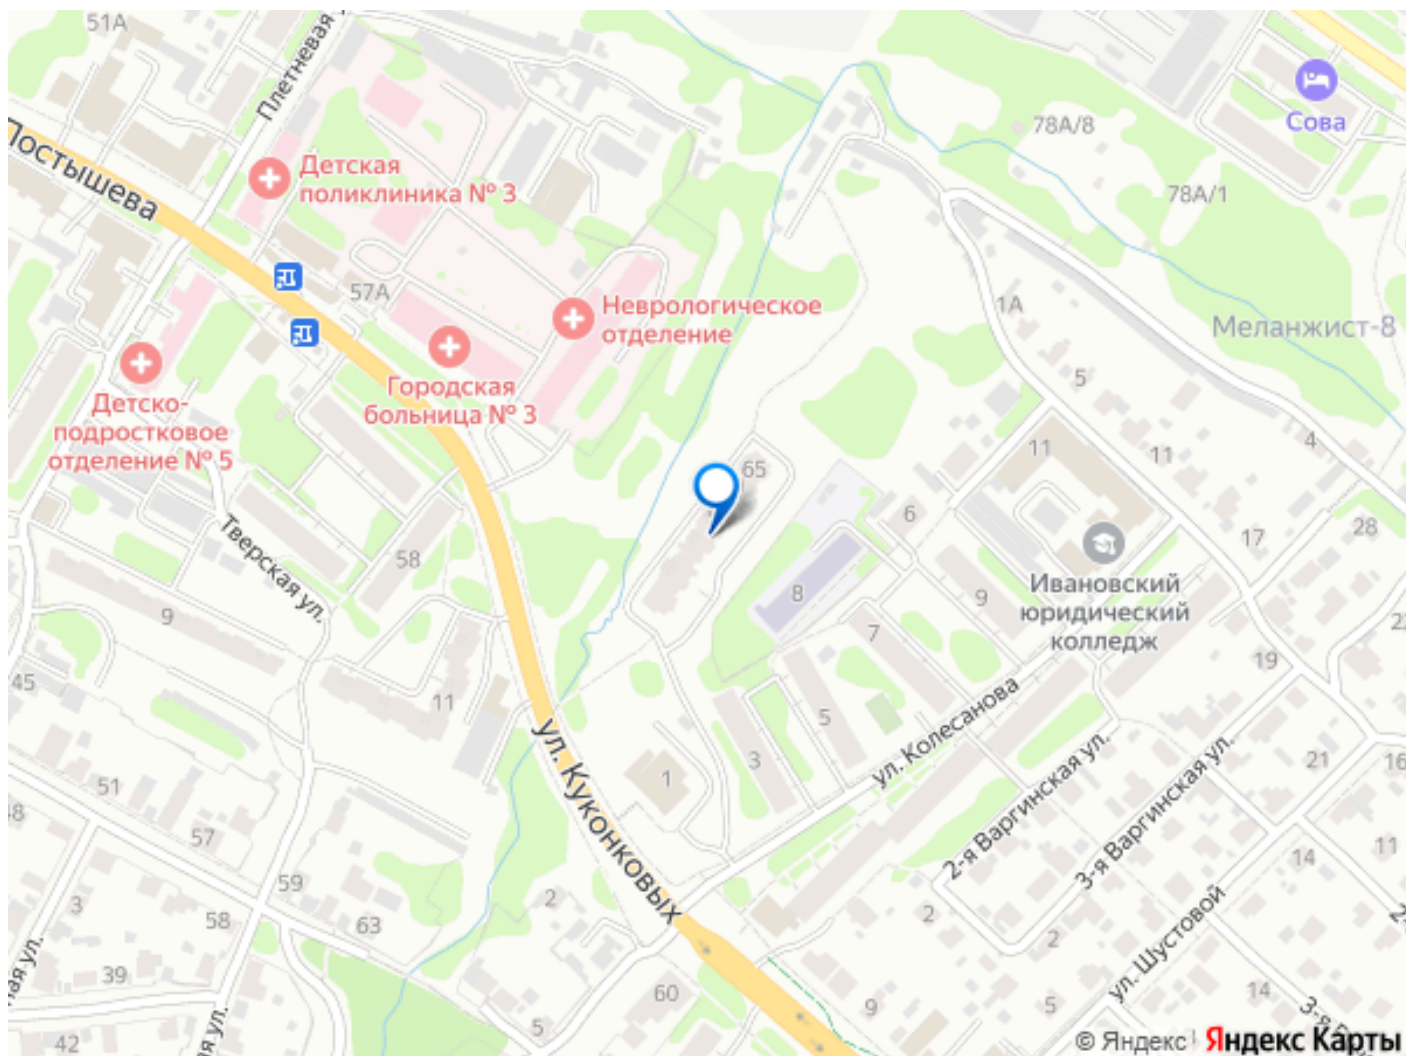 51А
Плетневая
Постышева
Детская
поликлиника № 3
57А
Неврологическое
отделение
Городская
больница № 3
Детско-
подростковое
отделение № 5
Сова
78А/8
78А/1
Меланжист-8
1А
5
4
11
11
65
6
17
28
Тверская ул.
58
9
8
9
7
Ивановский
юридический
колледж
19
45
11
5
3
1
ул. Колесанова
ул. Куконковых
21
16
51
57
2-я Варгинская ул.
3-я Варгинская ул.
14
11
59
3
58
63
2
2
2
ул. Шустовой
39
60
9
5
14
5
42
ная ул.
ая ул.
© Яндекс
Яндекс Карты